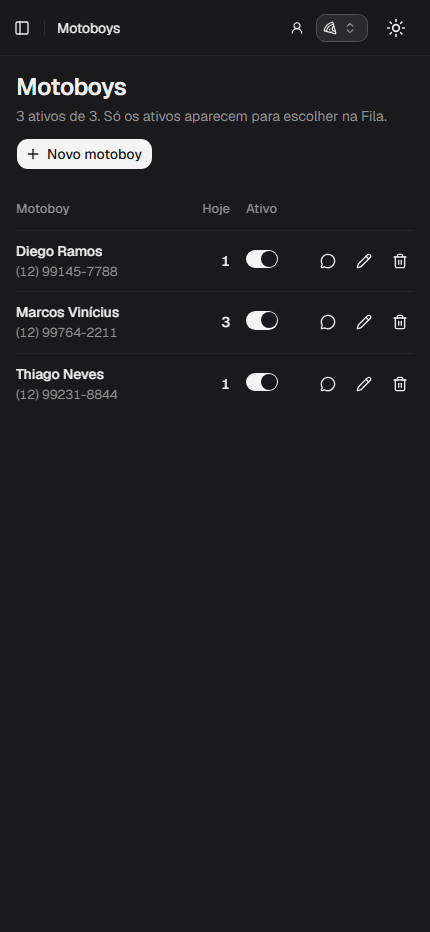 Motoboys
Motoboys
3 ativos de 3. Só os ativos aparecem para escolher na Fila.
Novo motoboy
Motoboy Hoje Ativo
Diego Ramos
(12) 99145-7788
1
Marcos Vinícius
(12) 99764-2211
3
Thiago Neves
(12) 99231-8844
1